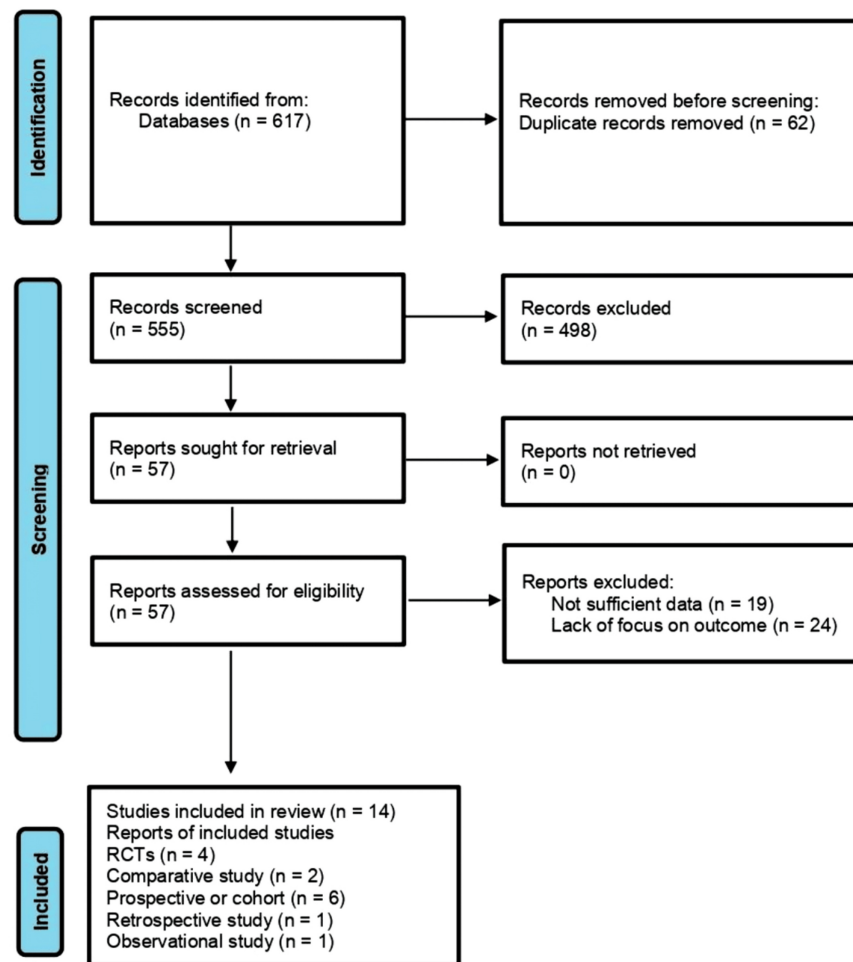 Identification
Records identified from:
Databases (n = 617)
Records removed before screening:
Duplicate records removed (n = 62)
Screening
Records screened
(n = 555)
Records excluded
(n = 498)
Reports sought for retrieval
(n = 57)
Reports not retrieved
(n = 0)
Reports assessed for eligibility
(n = 57)
Reports excluded:
Not sufficient data (n = 19)
Lack of focus on outcome (n = 24)
Included
Studies included in review (n = 14)
Reports of included studies
RCTs (n = 4)
Comparative study (n = 2)
Prospective or cohort (n = 6)
Retrospective study (n = 1)
Observational study (n = 1)